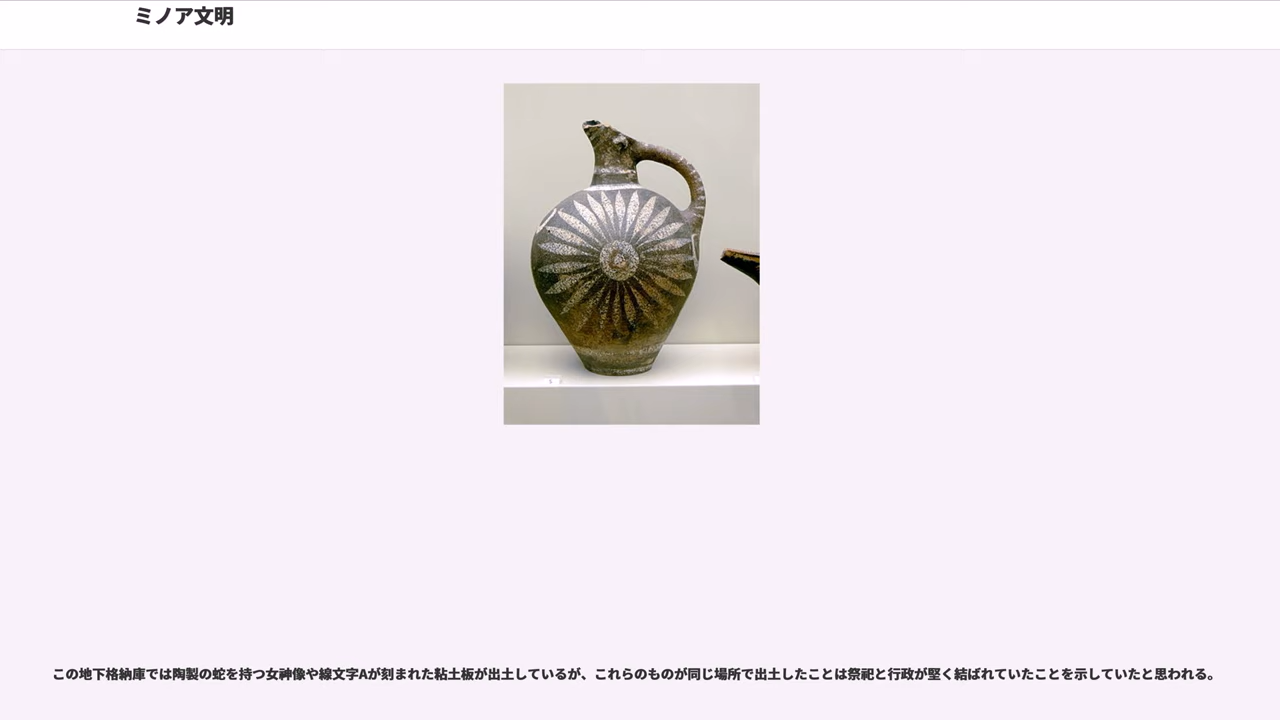 ミノア文明
この地下格納庫では陶製の蛇を持つ女神像や線文字Aが刻まれた粘土板が出土しているが、これらのものが同じ場所で出土したことは祭祀と行政が堅く結ばれていたことを示していたと思われる。